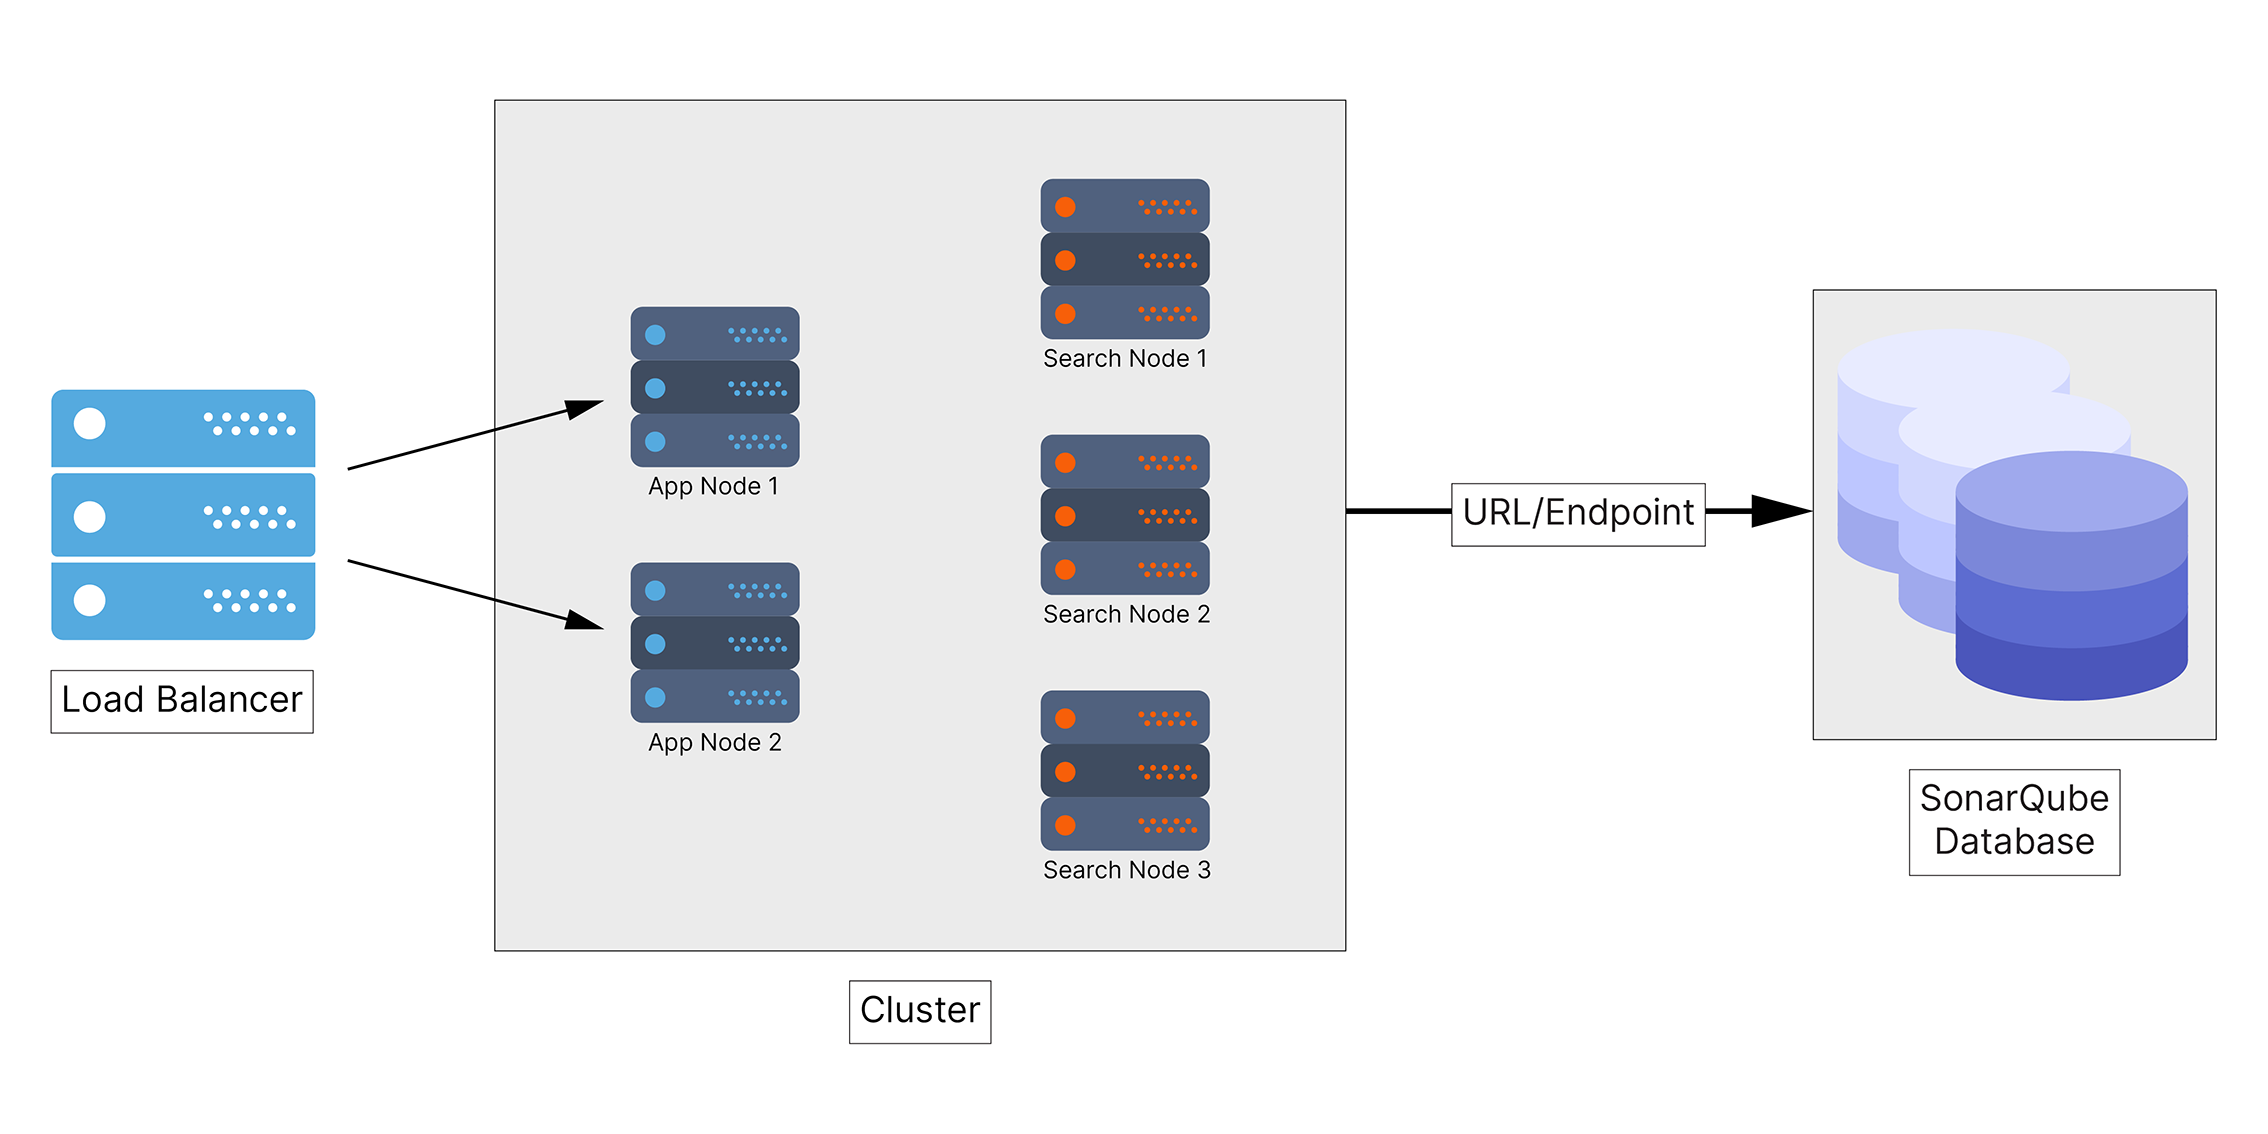 Load Balancer
App Node 1
App Node 2
Search Node 1
Search Node 2
Search Node 3
Cluster
URL/Endpoint
SonarQube
Database